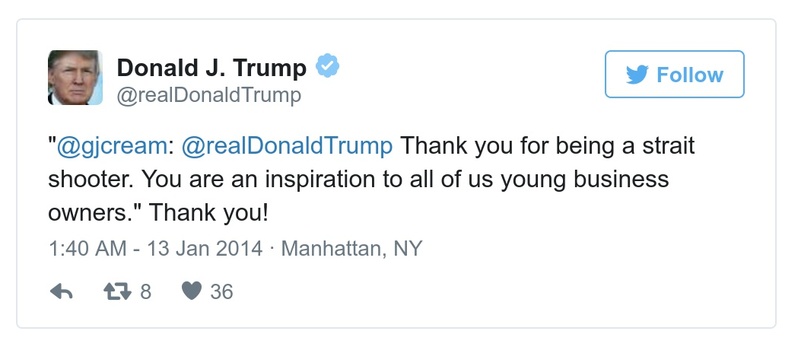 Donald J. Trump
@realDonaldTrump
Follow
"@gjcream: @realDonaldTrump Thank you for being a strait
shooter. You are an inspiration to all of us young business
owners." Thank you!
1:40 AM - 13 Jan 2014 · Manhattan, NY
8 36